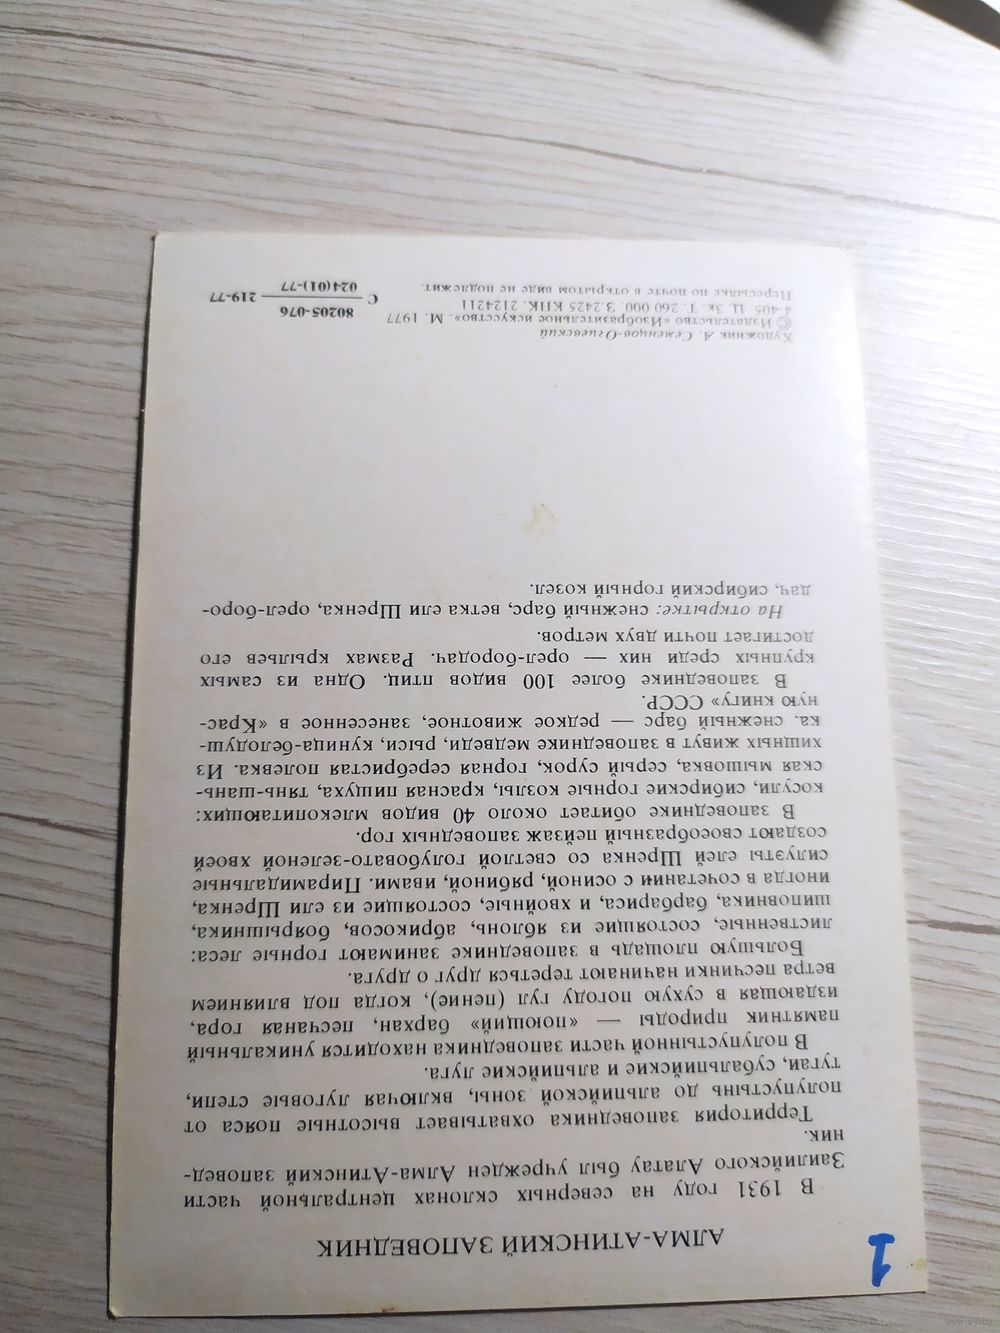 1
АЛМА-АТИНСКИЙ ЗАПОВЕДНИК
В 1931 году на северных склонах центральной части
Заилийского Алатау был учрежден Алма-Атинский заповед-
ник.
Территория заповедника охватывает высотные пояса от
полупустынь до альпийской зоны, включая луговые степи,
тугаи, субальпийские и альпийские луга.
В полупустынной части заповедника находится уникальный
памятник природы — «поющий» бархан, песчаная гора,
издающая в сухую погоду гул (пение), когда под влиянием
ветра песчинки начинают тереться друг о друга.
Большую площадь в заповеднике занимают горные леса:
лиственные, состоящие из яблонь, абрикосов, боярышника,
шиповника, барбариса, и хвойные, состоящие из ели Шренка,
иногда в сочетании с осиной, рябиной, ивами. Пирамидальные
силуэты елей Шренка со светлой голубовато-зеленой хвоей
создают своеобразный пейзаж заповедных гор.
В заповеднике обитает около 40 видов млекопитающих:
косули, сибирские горные козлы, красная пищуха, тянь-шань-
ская мышовка, серый сурок, горная серебристая полевка. Из
хищных живут в заповеднике медведи, рыси, куница-белодуш-
ка. снежный барс — редкое животное, занесенное в «Крас-
ную книгу» СССР.
В заповеднике более 100 видов птиц. Одна из самых
крупных среди них — орел-бородач. Размах крыльев его
достигает почти двух метров.
На открытке: снежный барс, ветка ели Шренка, орел-боро-
дач, сибирский горный козел.
Художник А. Семенцов-Огиевский
© Издательство «Изобразительное искусство». М. 1977
4-405. Ц. 3к. Т. 260 000. З.2425 КПК. 2124211
Пересылке по почте в открытом виде не подлежит.
80205-076
С 219-77
024(01)-77
www.ay.by